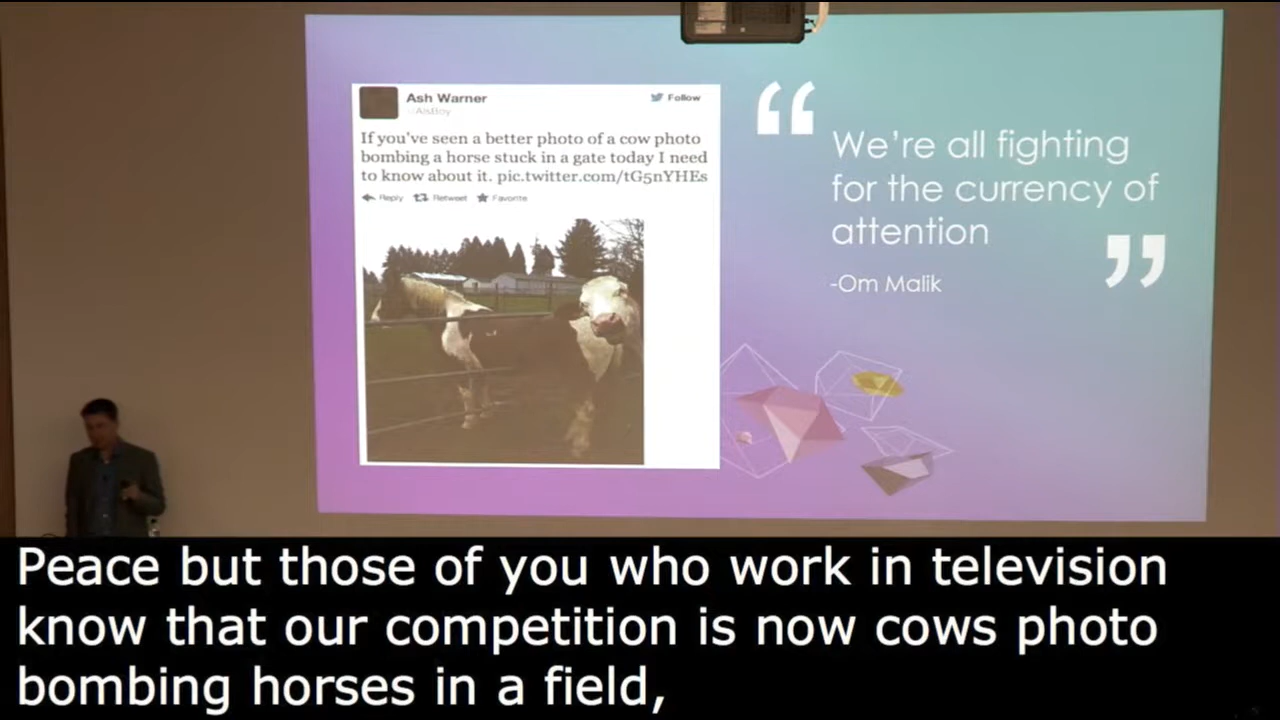 Ash Warner
Follow
@AlsBoy
If you've seen a better photo of a cow photo
bombing a horse stuck in a gate today I need
to know about it. pic.twitter.com/tG5nYHEs
Reply Retweet Favorite
“
We're all fighting
for the currency of
attention
”
-Om Malik
Peace but those of you who work in television
know that our competition is now cows photo
bombing horses in a field,